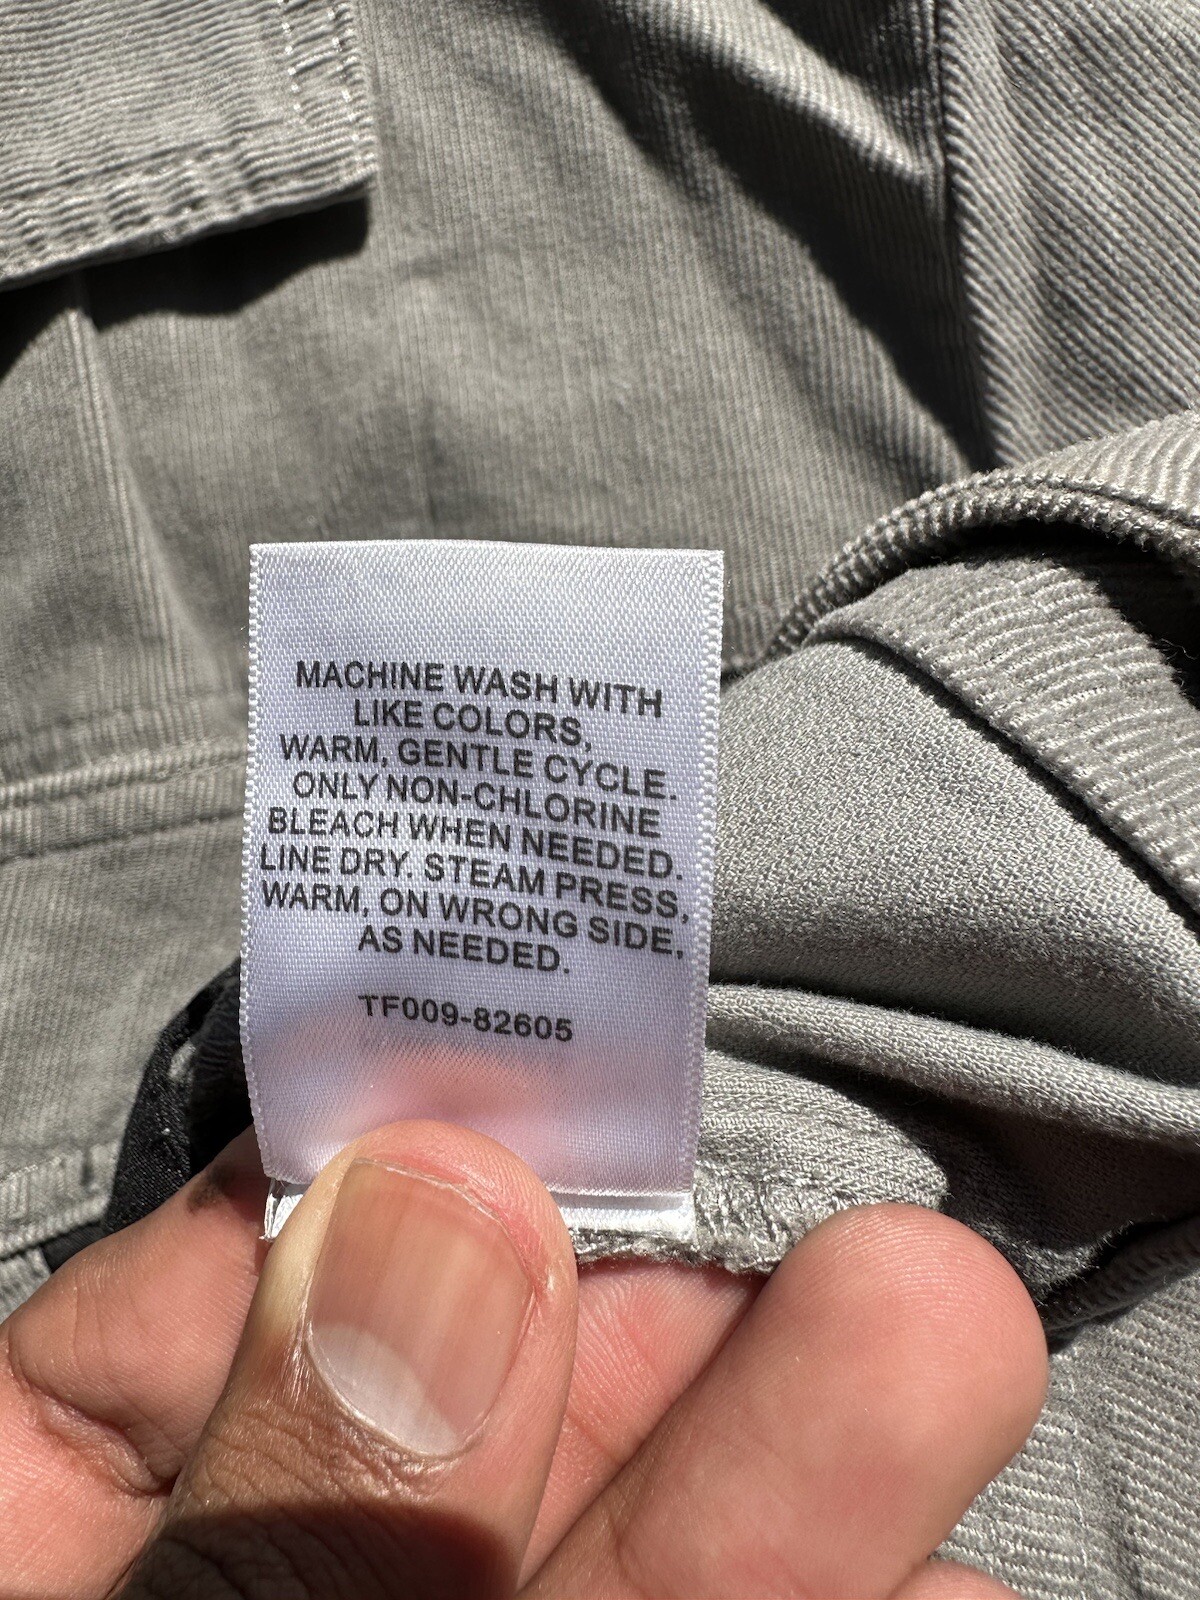 MACHINE WASH WITH
LIKE COLORS,
WARM, GENTLE CYCLE.
ONLY NON-CHLORINE
BLEACH WHEN NEEDED.
LINE DRY. STEAM PRESS,
WARM, ON WRONG SIDE,
AS NEEDED.
TF009-82605